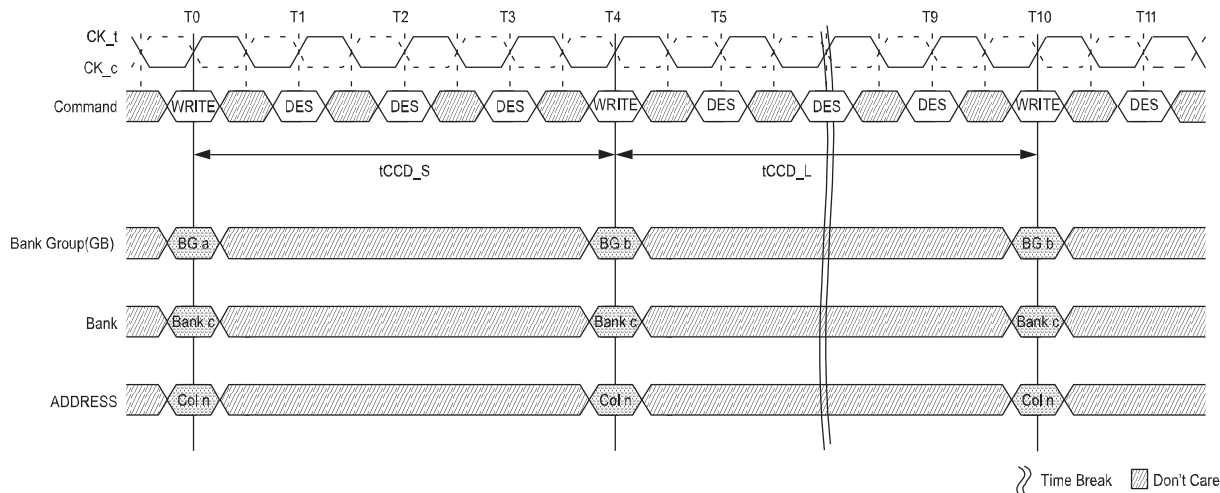 T0 T1 T2 T3 T4 T5 T9 T10 T11
CK_t
CK_c
Command WRITE DES DES DES WRITE DES DES DES WRITE DES
tCCD_S tCCD_L
Bank Group(GB) BG a BG b BG b
Bank Bank c Bank c Bank c
ADDRESS Col n Col n Col n
Time Break Don't Care